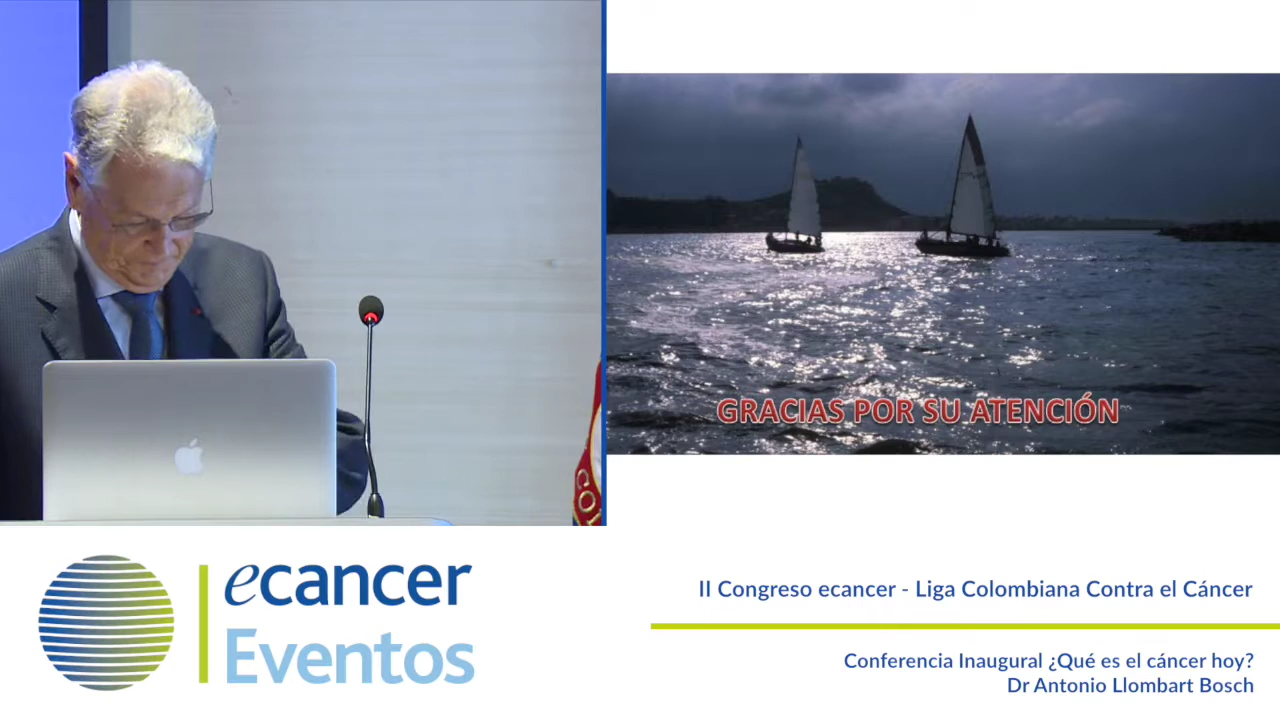 GRACIAS POR SU ATENCIÓN
ecancer
Eventos
II Congreso ecancer - Liga Colombiana Contra el Cáncer
Conferencia Inaugural ¿Qué es el cáncer hoy?
Dr Antonio Llombart Bosch